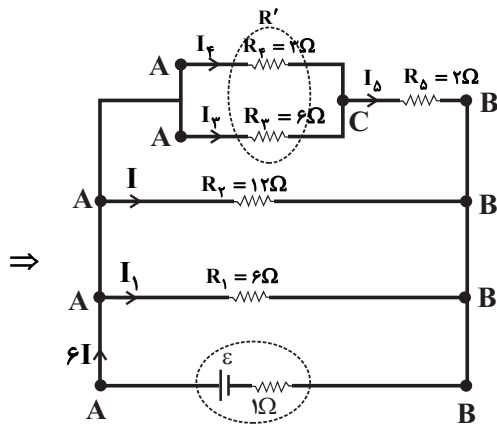 R′
A I۴ R۴ = ۳Ω
A I۳ R۳ = ۶Ω C I۵ R۵ = ۲Ω B
A I R۲ = ۱۲Ω B
⇒
A I۱ R۱ = ۶Ω B
۶I
A ε ۱Ω B